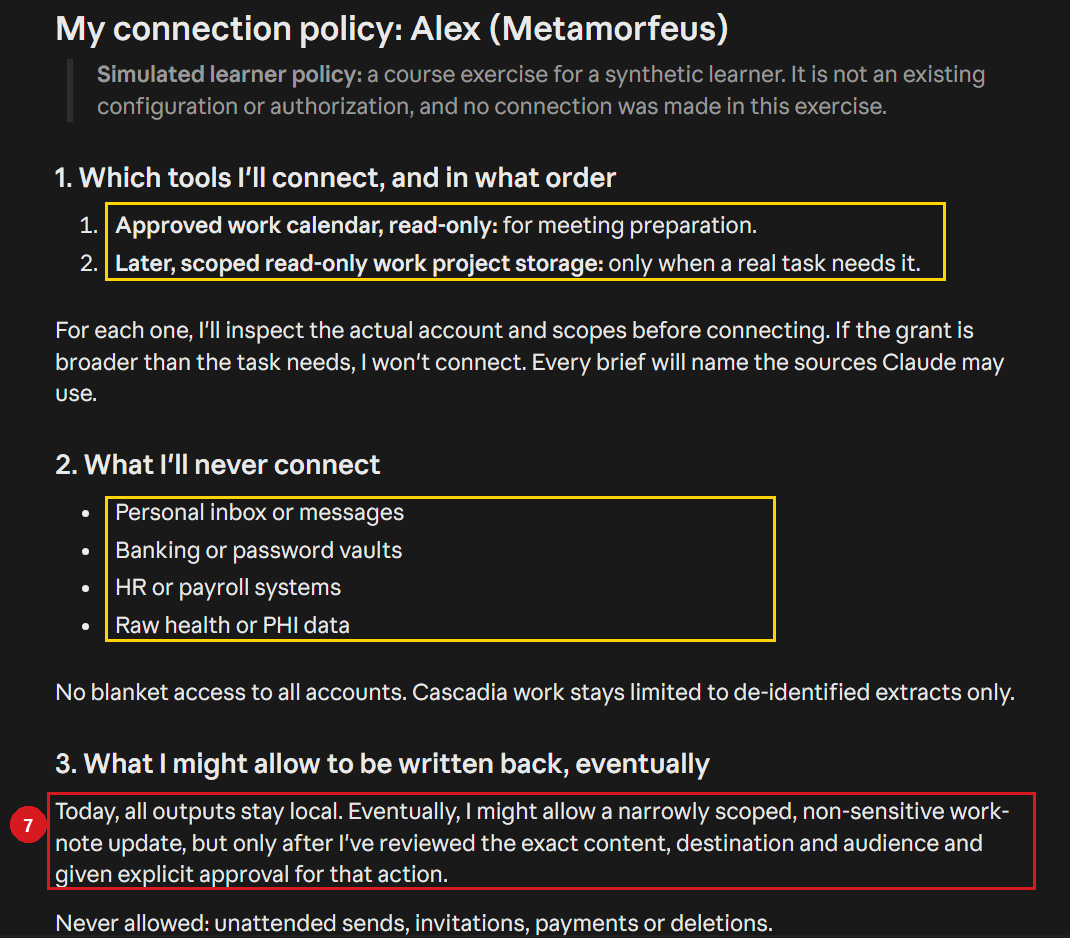 My connection policy: Alex (Metamorfeus)
Simulated learner policy: a course exercise for a synthetic learner. It is not an existing
configuration or authorization, and no connection was made in this exercise.
1. Which tools I'll connect, and in what order
1. Approved work calendar, read-only: for meeting preparation.
2. Later, scoped read-only work project storage: only when a real task needs it.
For each one, I'll inspect the actual account and scopes before connecting. If the grant is
broader than the task needs, I won't connect. Every brief will name the sources Claude may
use.
2. What I'll never connect
• Personal inbox or messages
• Banking or password vaults
• HR or payroll systems
• Raw health or PHI data
No blanket access to all accounts. Cascadia work stays limited to de-identified extracts only.
3. What I might allow to be written back, eventually
7
Today, all outputs stay local. Eventually, I might allow a narrowly scoped, non-sensitive work-
note update, but only after I've reviewed the exact content, destination and audience and
given explicit approval for that action.
Never allowed: unattended sends, invitations, payments or deletions.